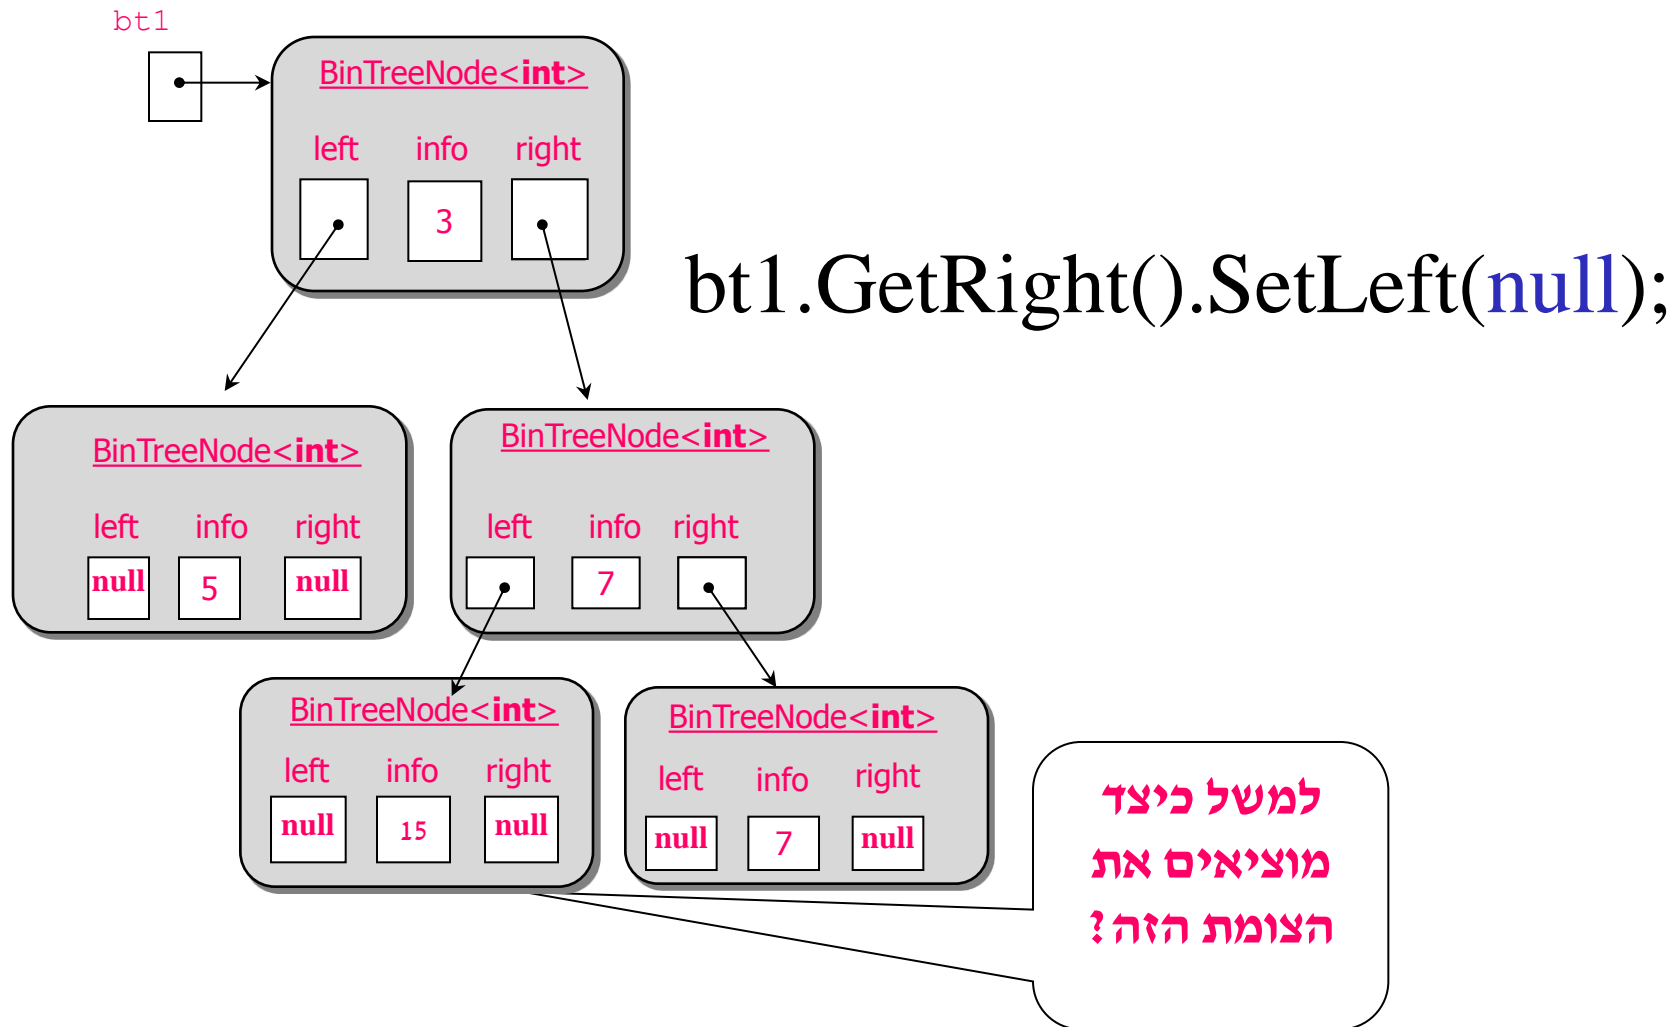 bt1
BinTreeNode<int>
left info right
3
bt1.GetRight().SetLeft(null);
BinTreeNode<int>
left info right
null 5 null
BinTreeNode<int>
left info right
7
BinTreeNode<int>
left info right
null 15 null
BinTreeNode<int>
left info right
null 7 null
למשל כיצד
מוציאים את
הצומת הזה?